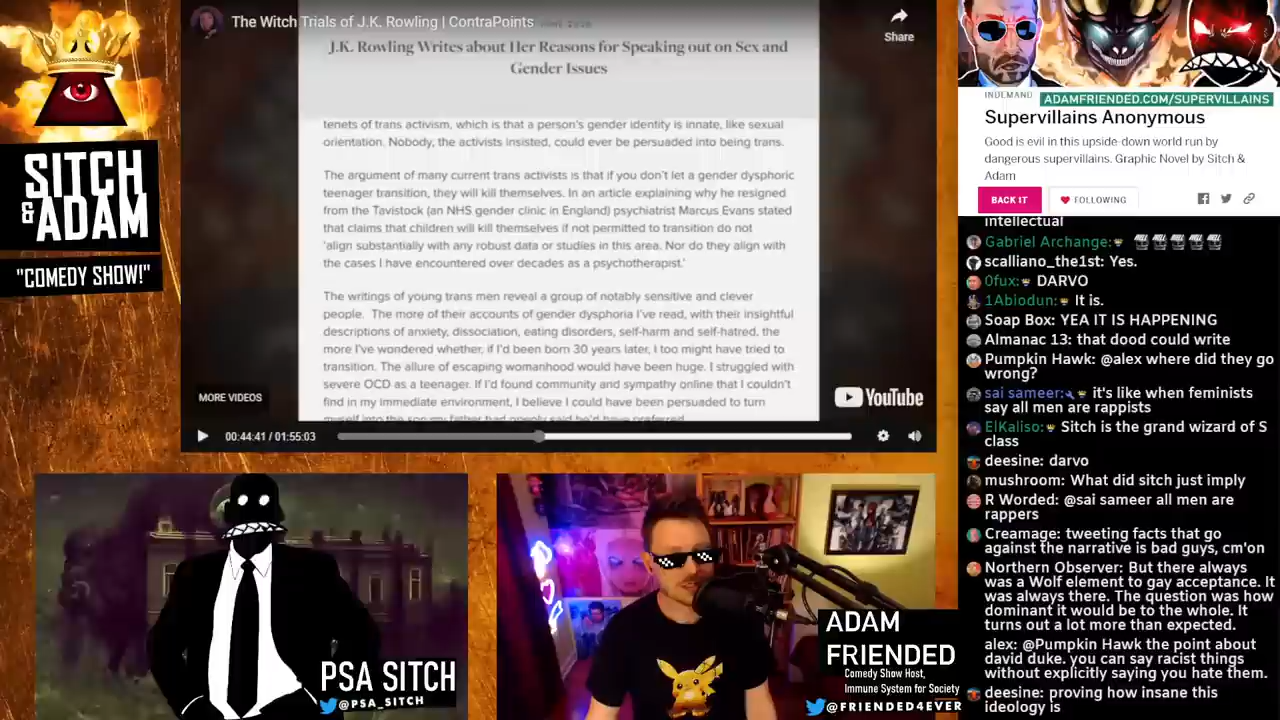 The Witch Trials of J.K. Rowling | ContraPoints
Share
J.K. Rowling Writes about Her Reasons for Speaking out on Sex and
Gender Issues
tenets of trans activism, which is that a person's gender identity is innate, like sexual
orientation. Nobody, the activists insisted, could ever be persuaded into being trans.
The argument of many current trans activists is that if you don't let a gender dysphoric
teenager transition, they will kill themselves. In an article explaining why he resigned
from the Tavistock (an NHS gender clinic in England) psychiatrist Marcus Evans stated
that claims that children will kill themselves if not permitted to transition do not
'align substantially with any robust data or studies in this area. Nor do they align with
the cases I have encountered over decades as a psychotherapist.'
The writings of young trans men reveal a group of notably sensitive and clever
people. The more of their accounts of gender dysphoria I've read, with their insightful
descriptions of anxiety, dissociation, eating disorders, self-harm and self-hatred, the
more I've wondered whether, if I'd been born 30 years later, I too might have tried to
transition. The allure of escaping womanhood would have been huge. I struggled with
severe OCD as a teenager. If I'd found community and sympathy online that I couldn't
find in my immediate environment, I believe I could have been persuaded to turn
myself into the son my father had openly said he'd have preferred.
MORE VIDEOS
YouTube
00:44:41 / 01:55:03
SITCH
& ADAM
"COMEDY SHOW!"
PSA SITCH
@PSA_SITCH
ADAM
FRIENDED
Comedy Show Host,
Immune System for Society
@FRIENDED4EVER
INDEMAND
ADAMFRIENDED.COM/SUPERVILLAINS
Supervillains Anonymous
Good is evil in this upside-down world run by
dangerous supervillains. Graphic Novel by Sitch &
Adam
BACK IT
FOLLOWING
intellectual
Gabriel Archange:
scalliano_the1st: Yes.
0fux: DARVO
1Abiodun: It is.
Soap Box: YEA IT IS HAPPENING
Almanac 13: that dood could write
Pumpkin Hawk: @alex where did they go
wrong?
sai sameer: it's like when feminists
say all men are rappists
ElKaliso: Sitch is the grand wizard of S
class
deesine: darvo
mushroom: What did sitch just imply
R Worded: @sai sameer all men are
rappers
Creamage: tweeting facts that go
against the narrative is bad guys, cm'on
Northern Observer: But there always
was a Wolf element to gay acceptance. It
was always there. The question was how
dominant it would be to the whole. It
turns out a lot more than expected.
alex: @Pumpkin Hawk the point about
david duke. you can say racist things
without explicitly saying you hate them.
deesine: proving how insane this
ideology is